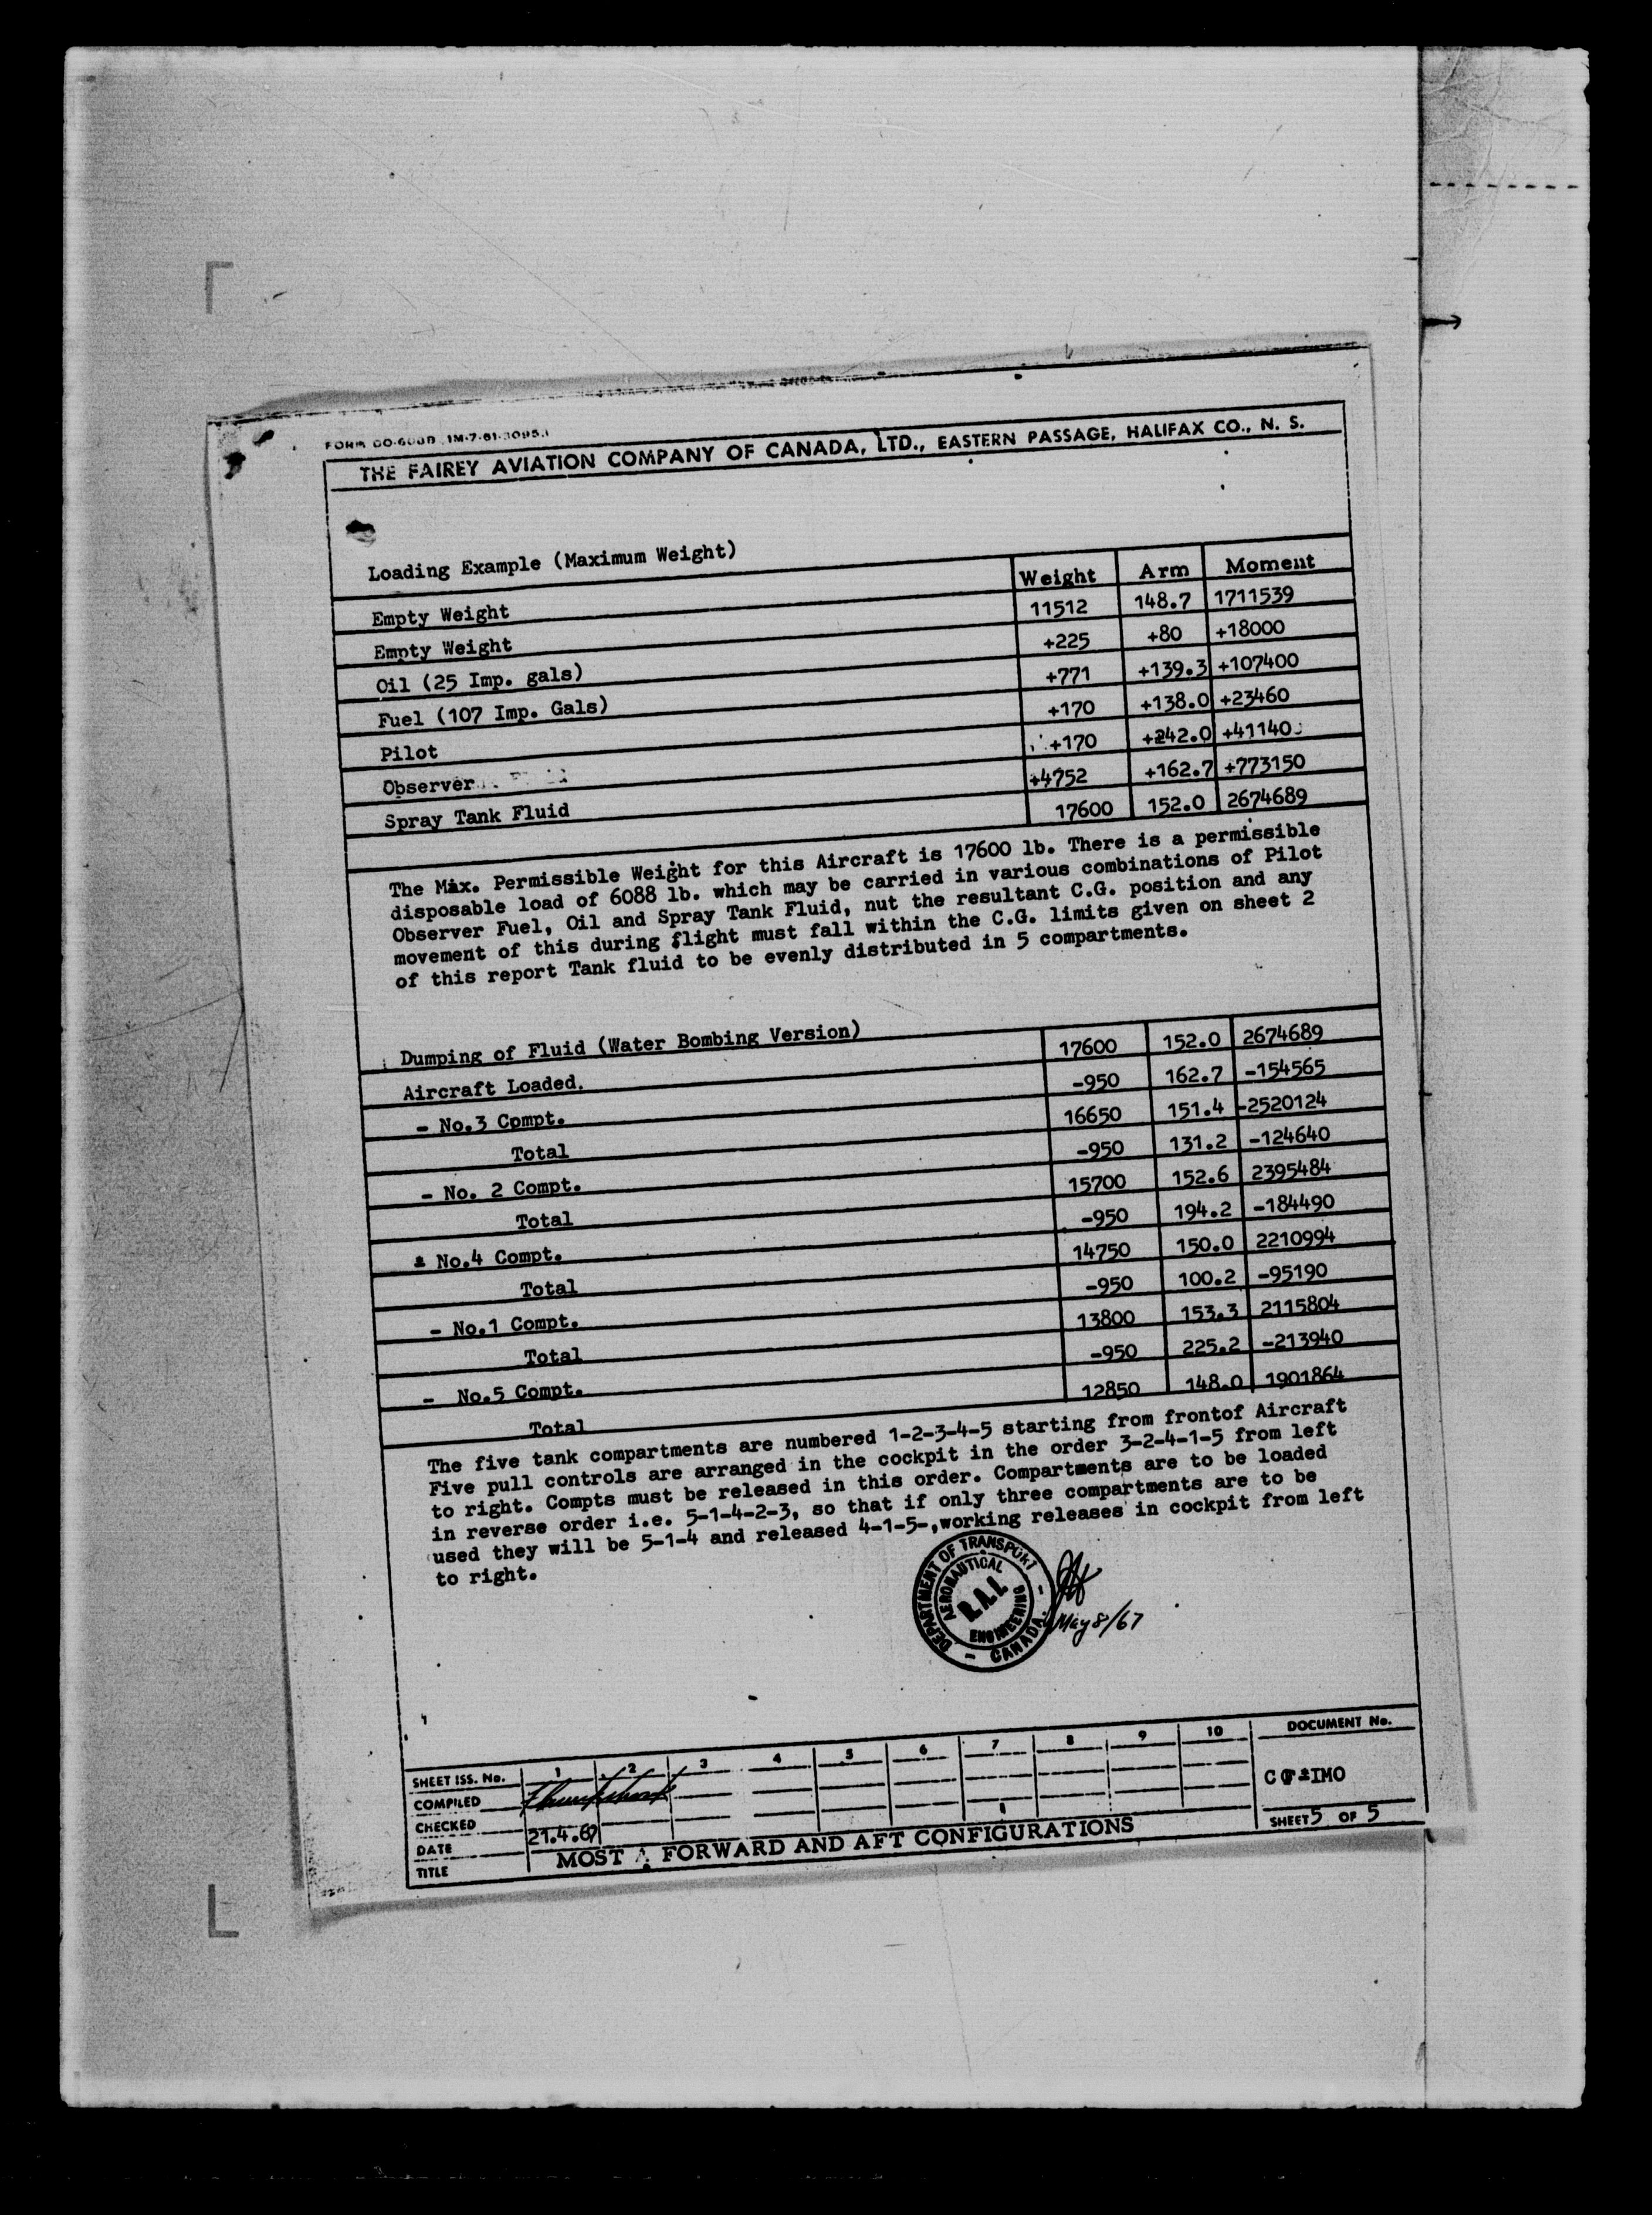 FORM DO-600D 1M-7-61-3095J
THE FAIREY AVIATION COMPANY OF CANADA, LTD., EASTERN PASSAGE, HALIFAX CO., N. S.
Loading Example (Maximum Weight)
Empty Weight Weight Arm Moment
Empty Weight 11512 148.7 1711539
Oil (25 Imp. gals) +225 +80 +18000
Fuel (107 Imp. Gals) +771 +139.3 +107400
Pilot +170 +138.0 +23460
Observer +170 +242.0 +41140
Spray Tank Fluid +4752 +162.7 +773150
17600 152.0 2674689
The Max. Permissible Weight for this Aircraft is 17600 lb. There is a permissible
disposable load of 6088 lb. which may be carried in various combinations of Pilot
Observer Fuel, Oil and Spray Tank Fluid, nut the resultant C.G. position and any
movement of this during flight must fall within the C.G. limits given on sheet 2
of this report Tank fluid to be evenly distributed in 5 compartments.
Dumping of Fluid (Water Bombing Version)
Aircraft Loaded. 17600 152.0 2674689
- No.3 Compt. -950 162.7 -154565
Total 16650 151.4 -2520124
- No. 2 Compt. -950 131.2 -124640
Total 15700 152.6 2395484
- No.4 Compt. -950 194.2 -184490
Total 14750 150.0 2210994
- No.1 Compt. -950 100.2 -95190
Total 13800 153.3 2115804
- No.5 Compt. -950 225.2 -213940
Total 12850 148.0 1901864
The five tank compartments are numbered 1-2-3-4-5 starting from frontof Aircraft
Five pull controls are arranged in the cockpit in the order 3-2-4-1-5 from left
to right. Compts must be released in this order. Compartments are to be loaded
in reverse order i.e. 5-1-4-2-3, so that if only three compartments are to be
used they will be 5-1-4 and released 4-1-5-,working releases in cockpit from left
to right.
DEPARTMENT OF TRANSPORT - CANADA. -
AERONAUTICAL ENGINEERING
R.A.I.
May 8/67
SHEET ISS. No. 1 2 3 4 5 6 7 8 9 10 DOCUMENT No.
COMPILED
CHECKED
DATE 21.4.67
TITLE MOST FORWARD AND AFT CONFIGURATIONS
CF-IMO
SHEET 5 OF 5